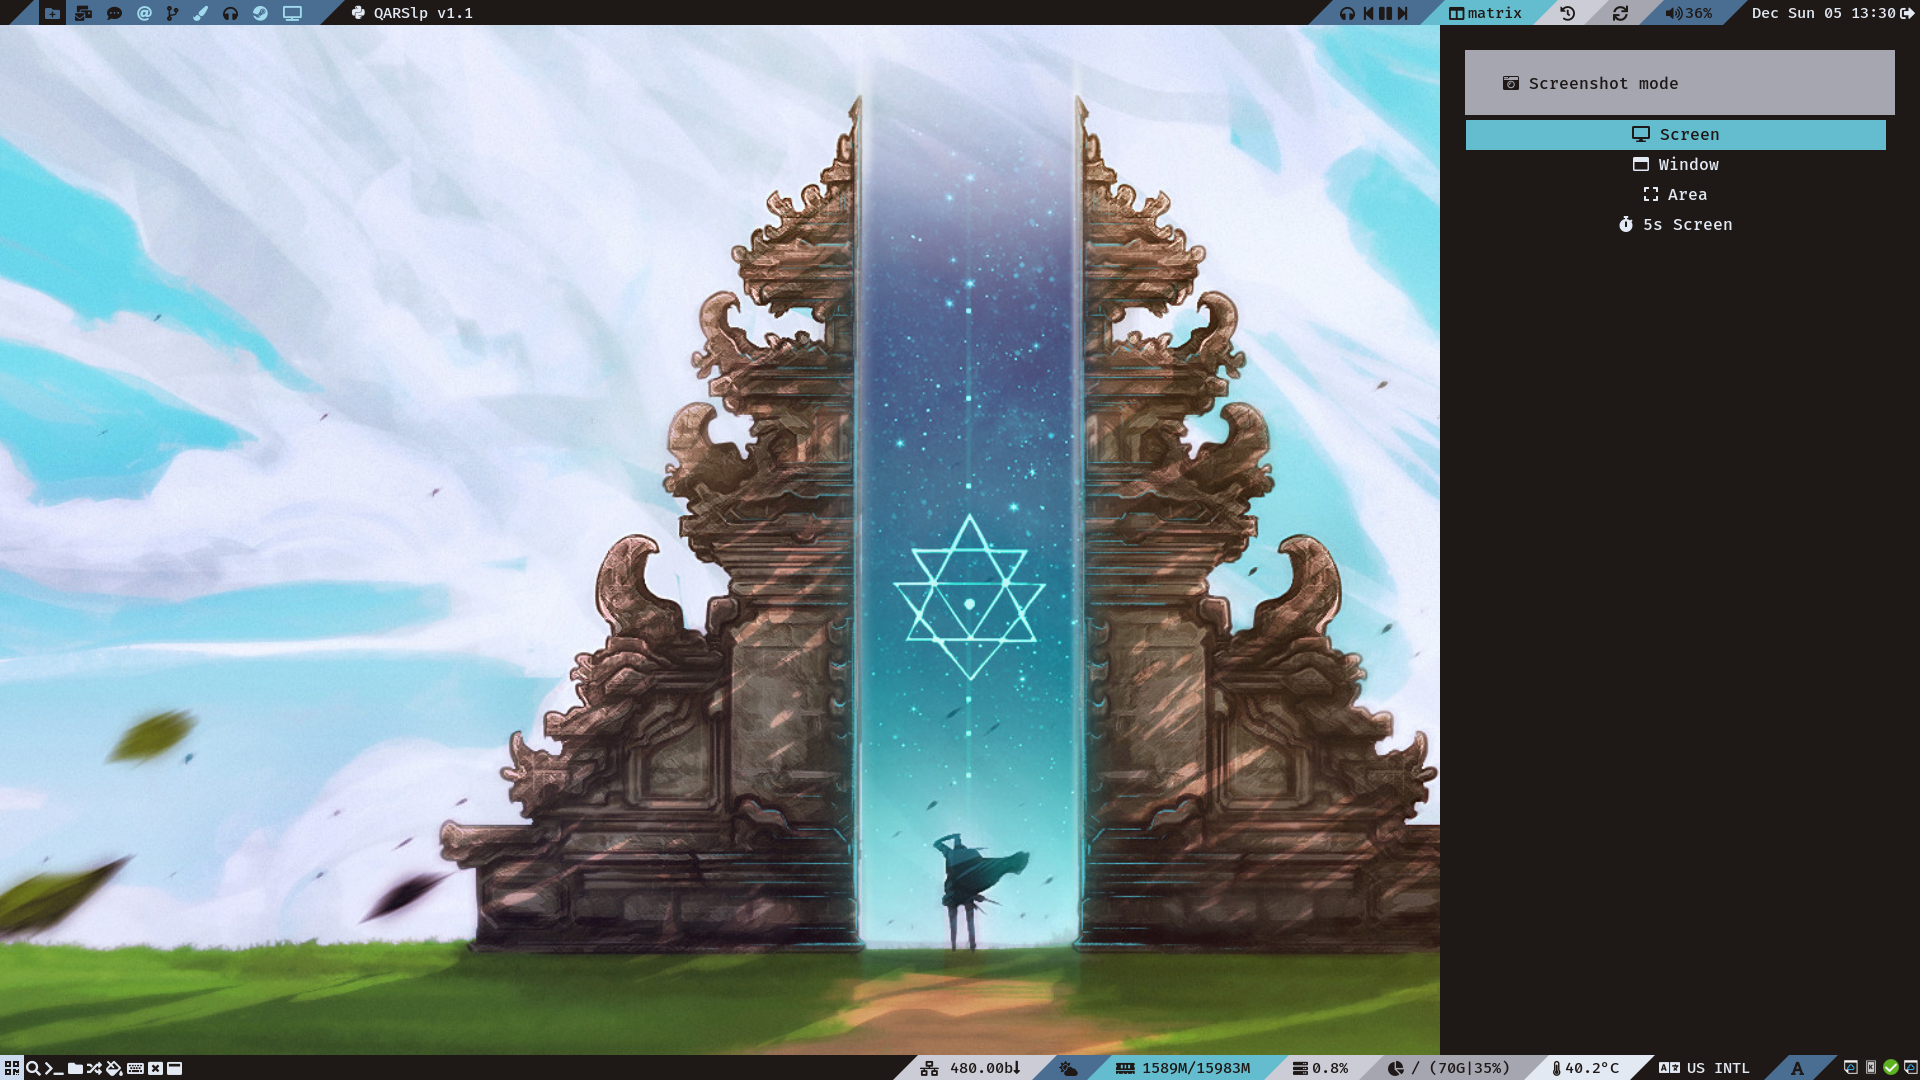 QARSlp v1.1
matrix
36%
Dec Sun 05 13:30
Screenshot mode
Screen
Window
Area
5s Screen
480.00b↓
1589M/15983M
0.8%
/ (70G|35%)
40.2°C
US INTL
A